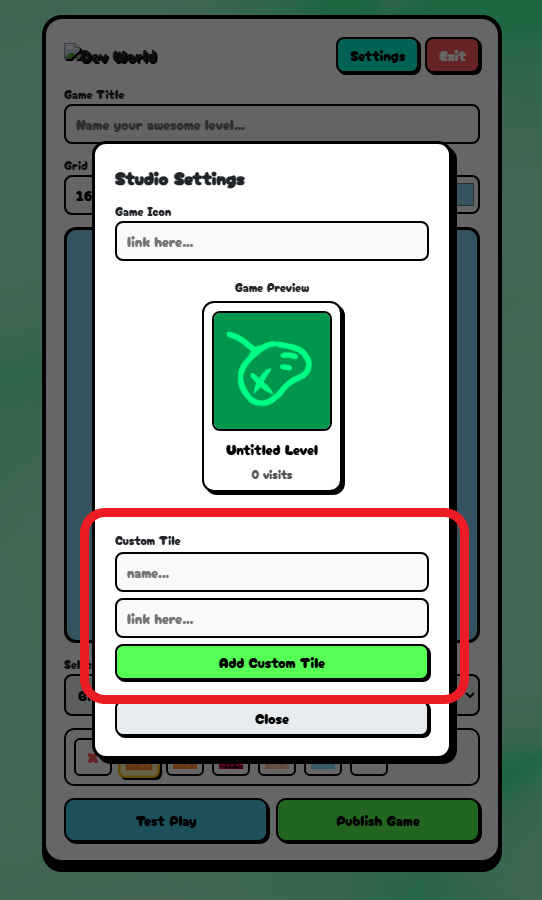 Dev World
Settings
Exit
Game Title
Name your awesome level...
Grid
16
Studio Settings
Game Icon
link here...
Game Preview
Untitled Level
0 visits
Custom Tile
name...
link here...
Add Custom Tile
Close
Test Play
Publish Game